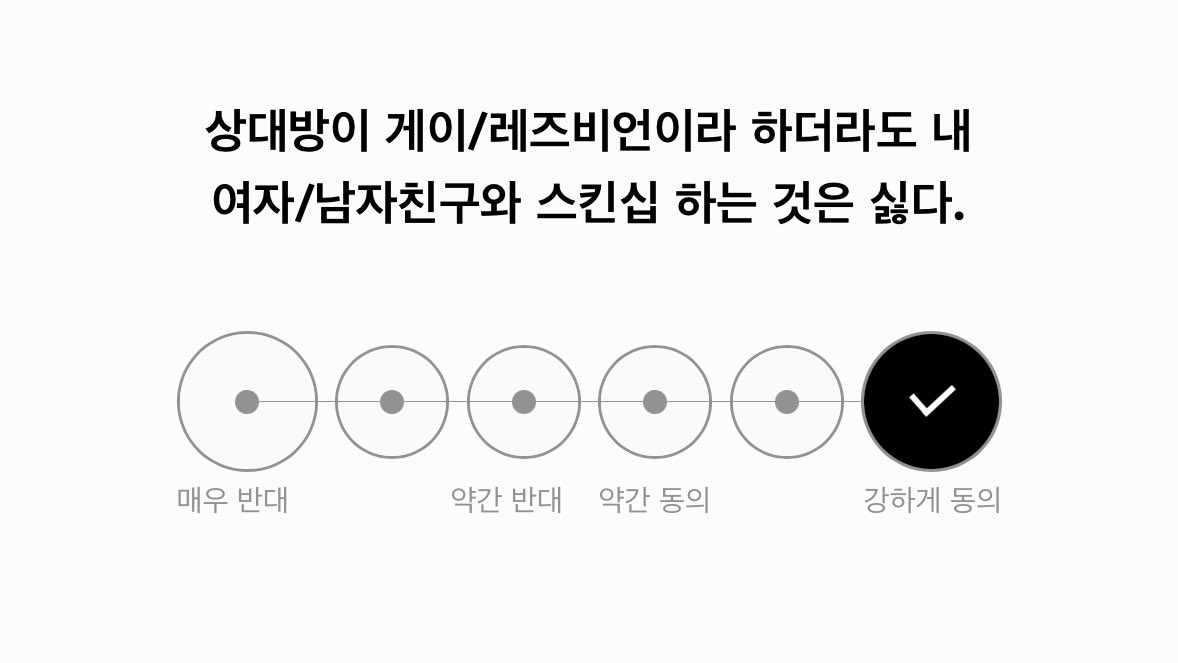 상대방이 게이/레즈비언이라 하더라도 내
여자/남자친구와 스킨십 하는 것은 싫다.
매우 반대 약간 반대 약간 동의 강하게 동의